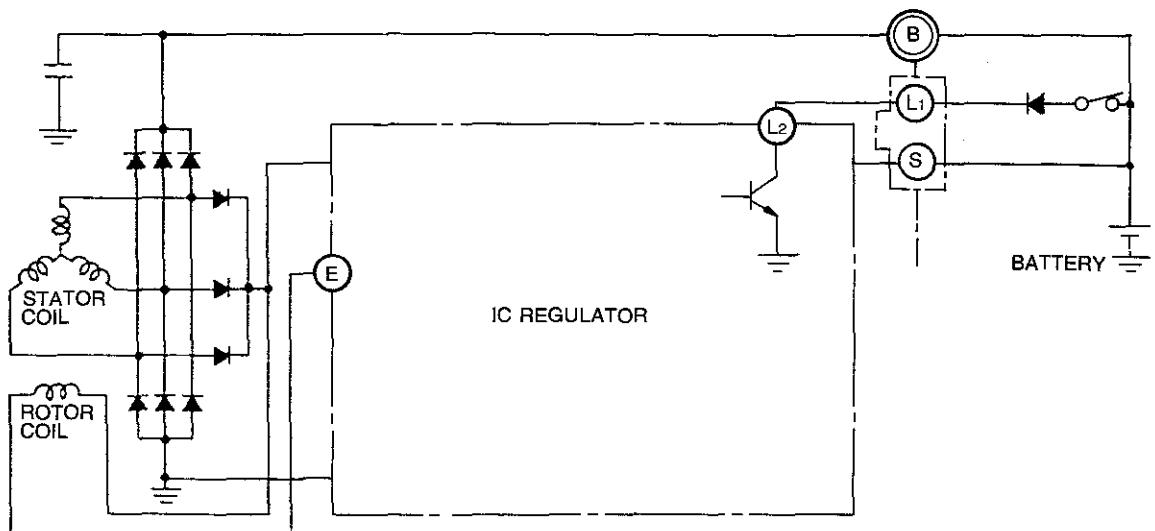 B
L1
L2
S
E
BATTERY
STATOR
COIL
IC REGULATOR
ROTOR
COIL